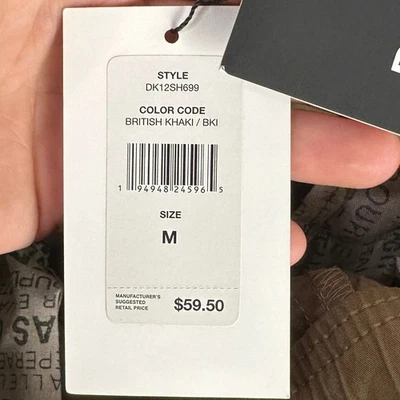 STYLE
DK12SH699
COLOR CODE
BRITISH KHAKI / BKI
1 94948 24596 5
SIZE
M
MANUFACTURER'S
SUGGESTED
RETAIL PRICE
$59.50